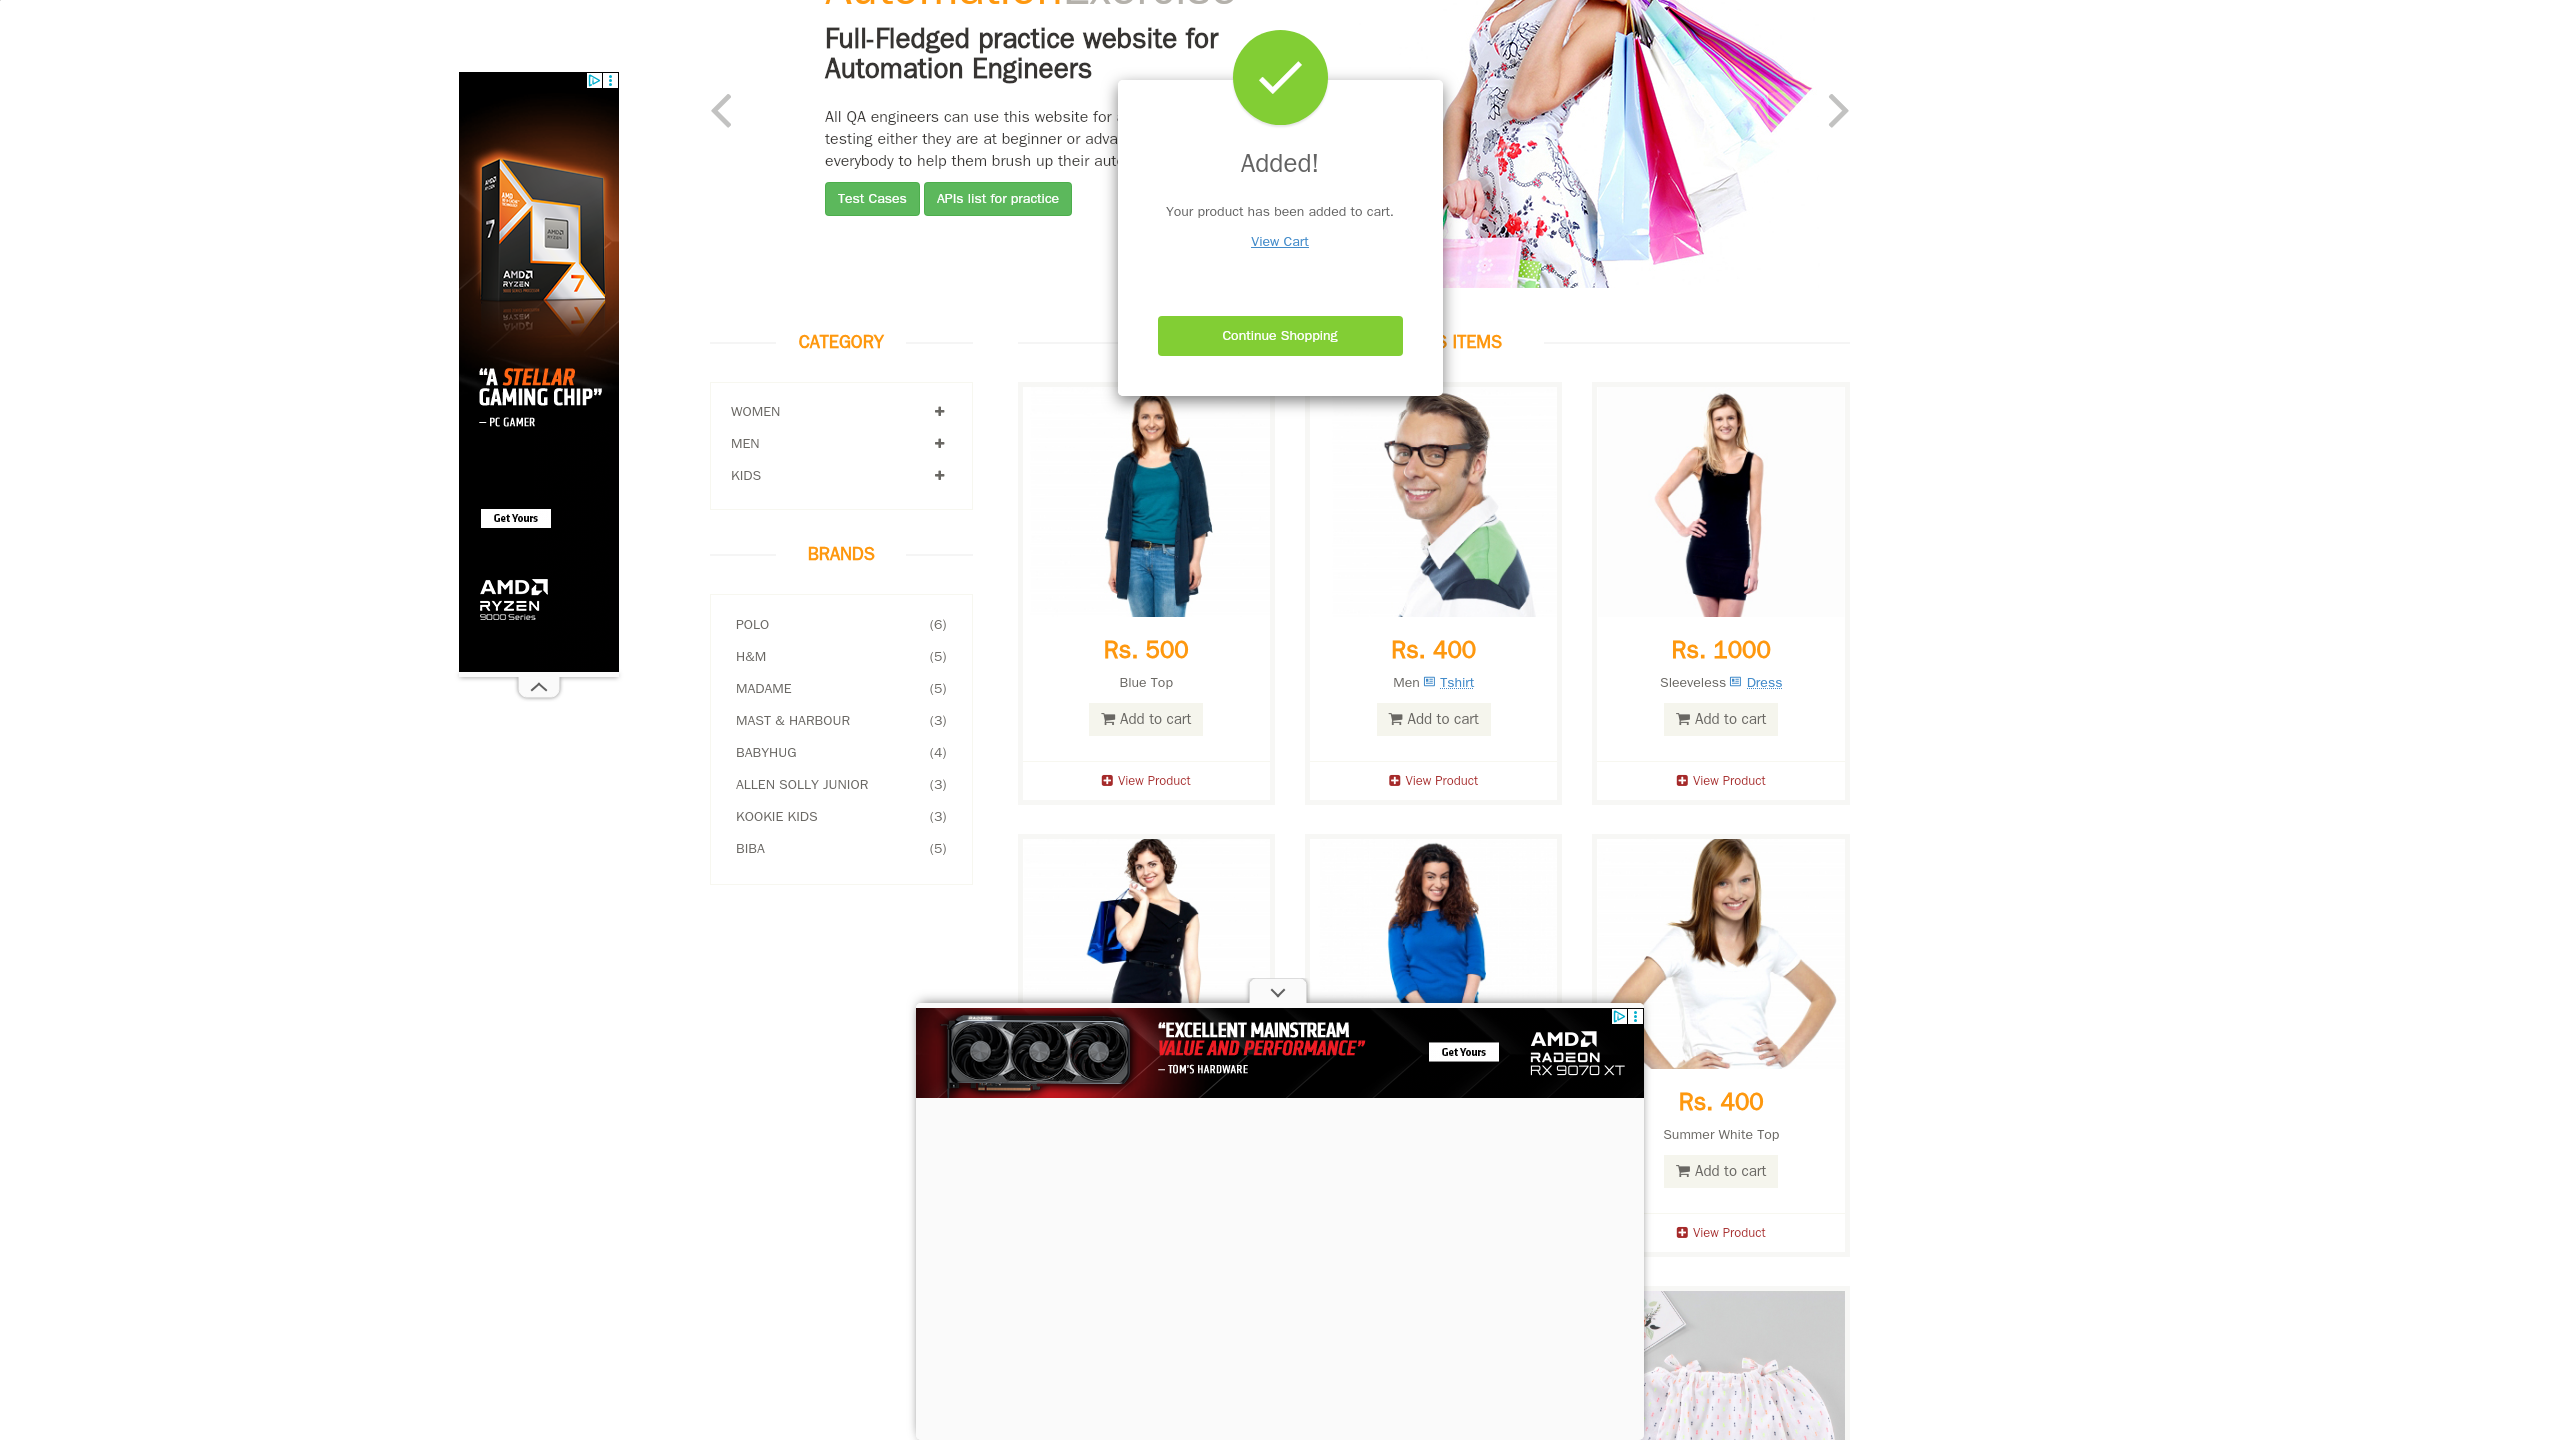 AutomationExercise
Full-Fledged practice website for
Automation Engineers
All QA engineers can use this website for
testing either they are at beginner or
everybody to help them brush up their
Test Cases
APIs list for practice
Added!
Your product has been added to cart.
View Cart
Continue Shopping
AMD
RYZEN
7
AMD
RYZEN
7
“A STELLAR
GAMING CHIP”
– PC GAMER
Get Yours
AMD
RYZEN
9000 Series
CATEGORY
WOMEN
MEN
KIDS
BRANDS
POLO (6)
H&M (5)
MADAME (5)
MAST & HARBOUR (3)
BABYHUG (4)
ALLEN SOLLY JUNIOR (3)
KOOKIE KIDS (3)
BIBA (5)
ITEMS
Rs. 500
Blue Top
Add to cart
View Product
Rs. 400
Men Tshirt
Add to cart
View Product
Rs. 1000
Sleeveless Dress
Add to cart
View Product
“EXCELLENT MAINSTREAM
VALUE AND PERFORMANCE”
– TOM'S HARDWARE
Get Yours
AMD
RADEON
RX 9070 XT
Rs. 400
Summer White Top
Add to cart
View Product